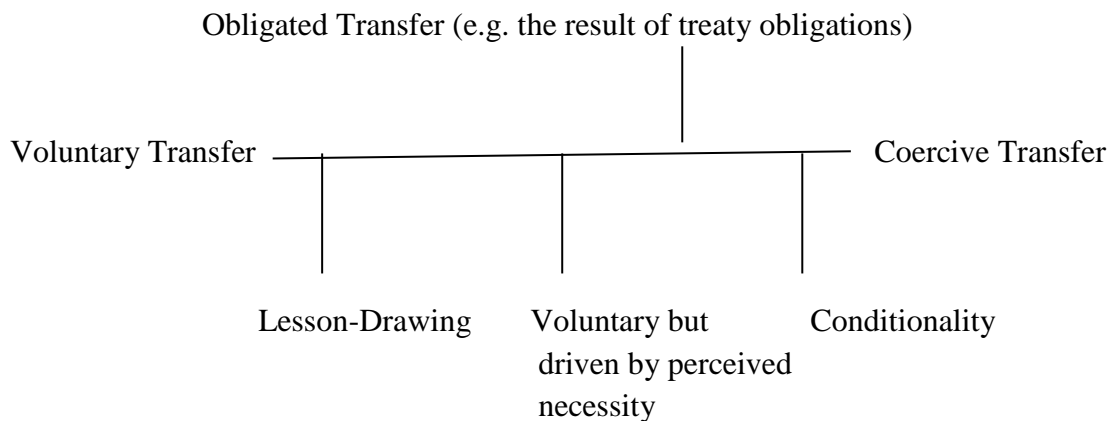 Obligated Transfer (e.g. the result of treaty obligations)
Voluntary Transfer
Coercive Transfer
Lesson-Drawing
Voluntary but
driven by perceived
necessity
Conditionality